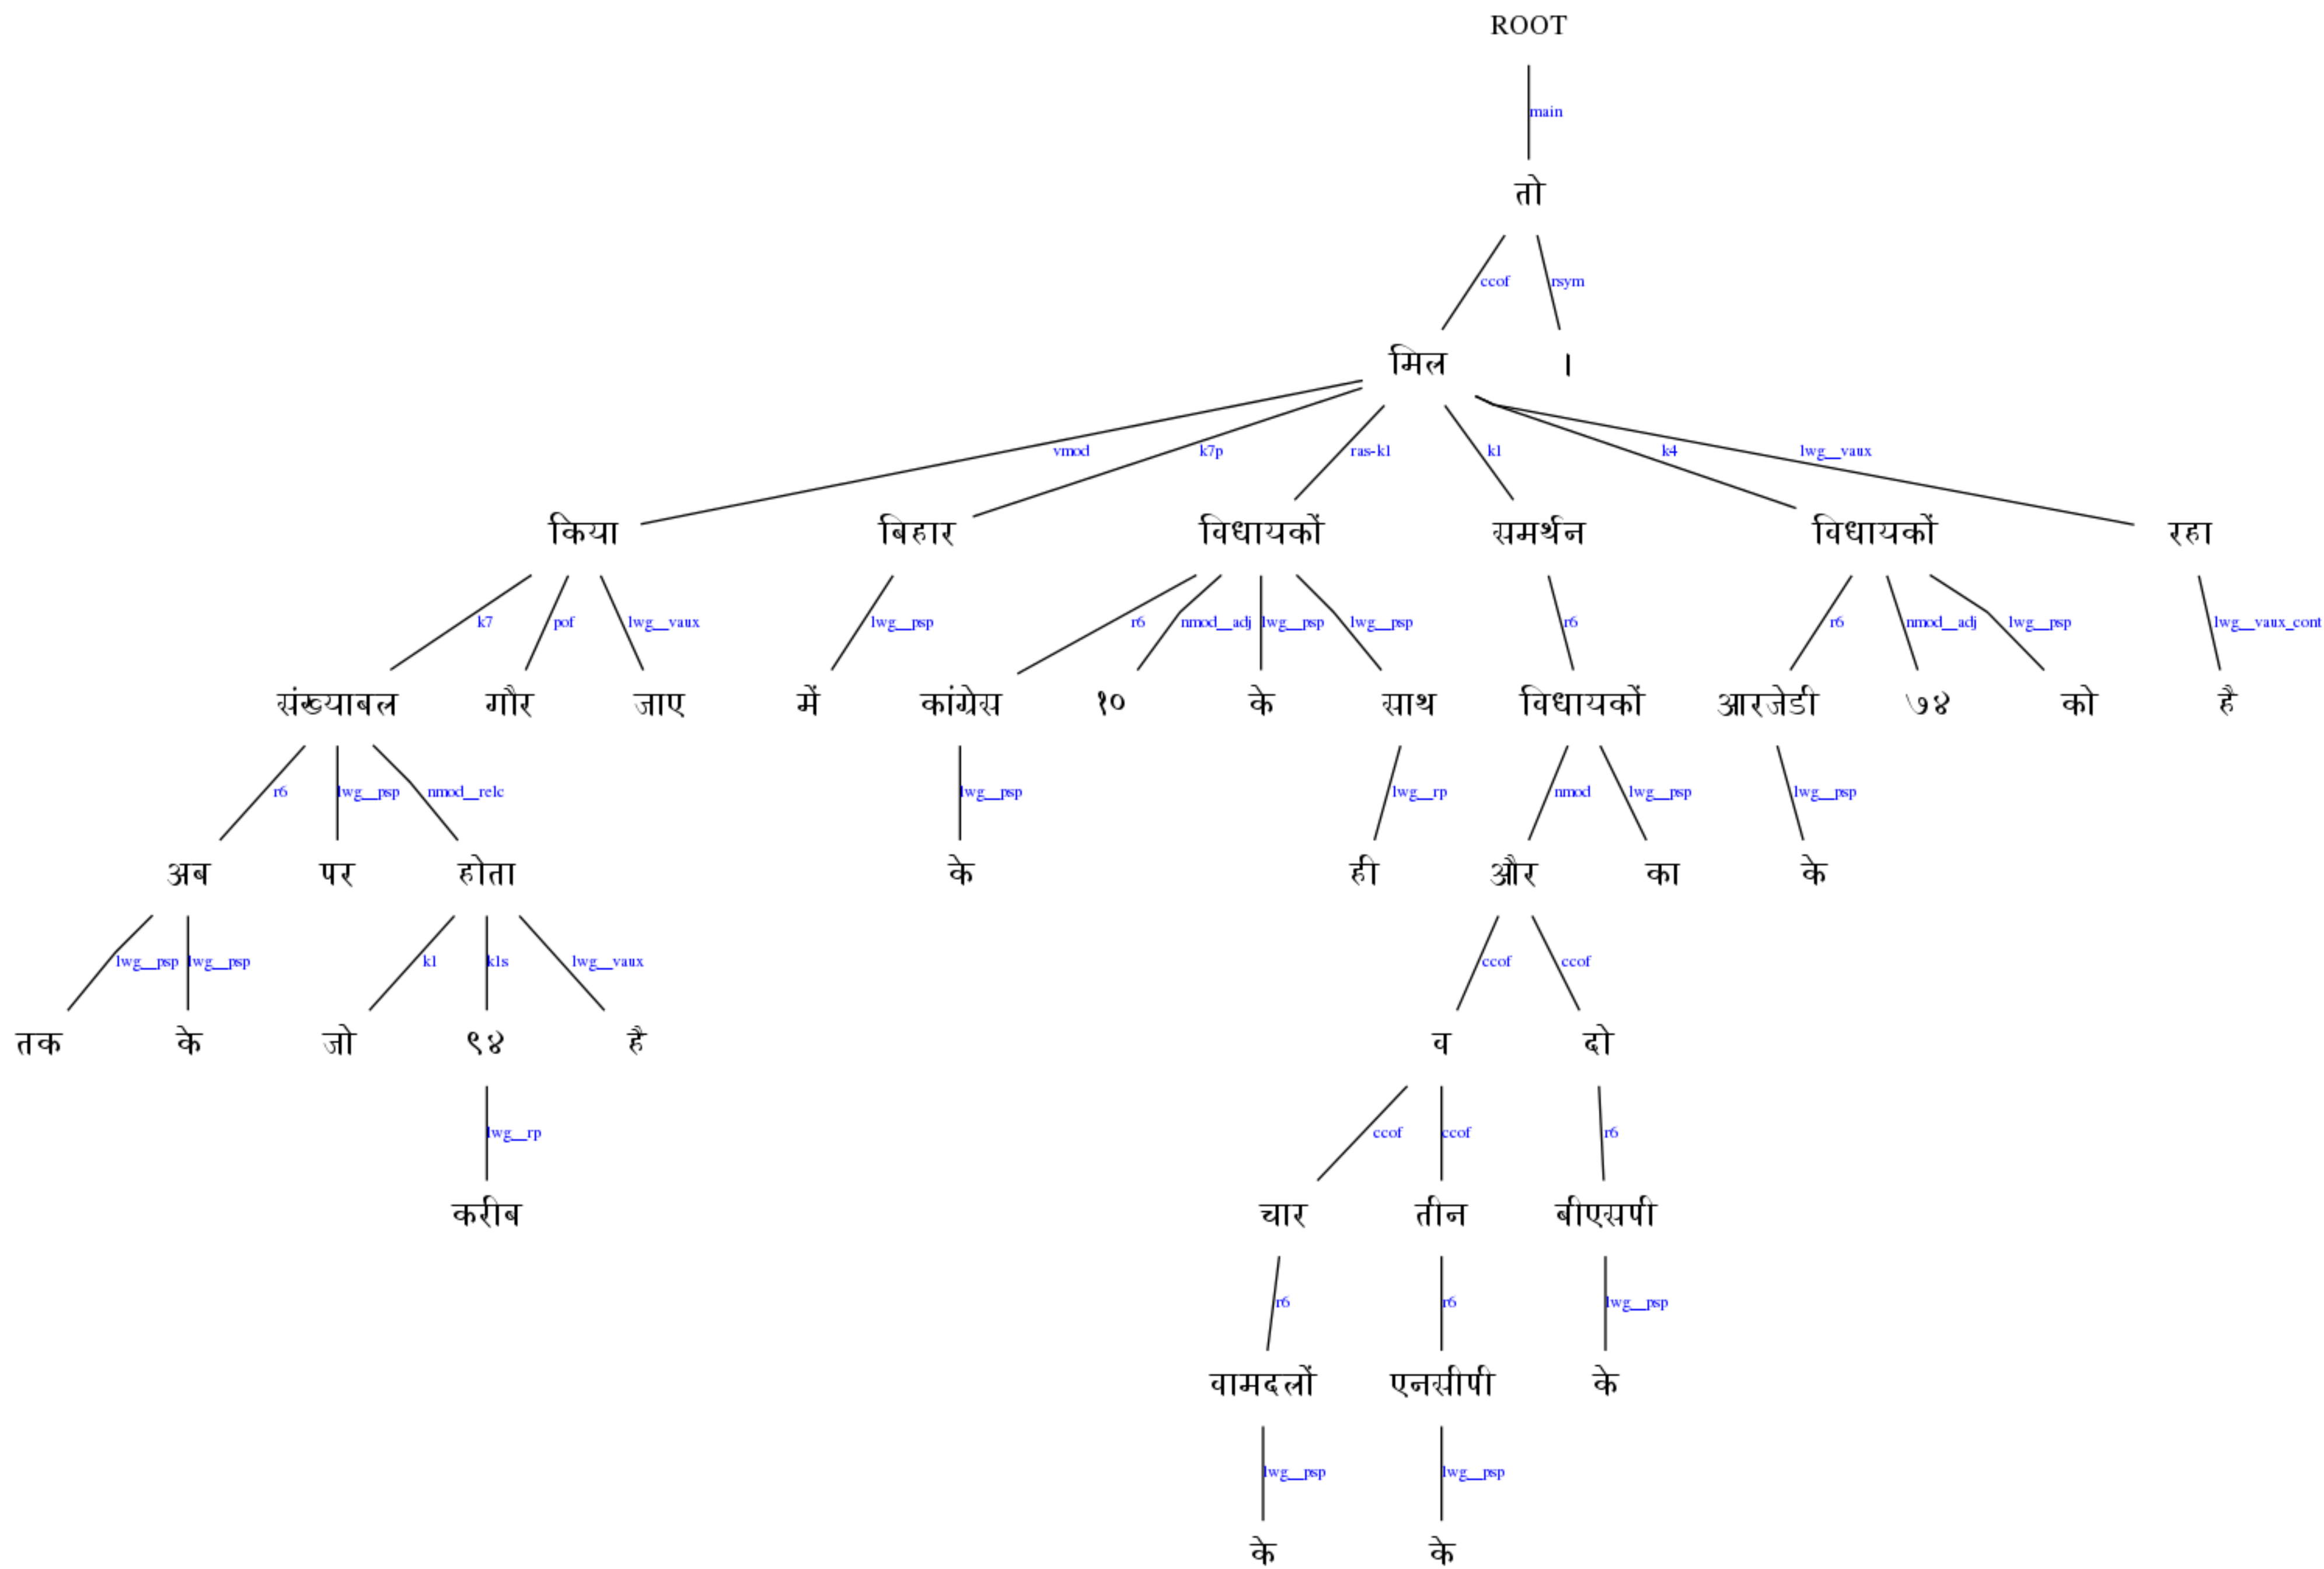 ROOT
main
तो
ccof rsym
मिल ।
vmod k7p ras-k1 k1 k4 lwg__vaux
किया बिहार विधायकों समर्थन विधायकों रहा
k7 pof lwg__vaux lwg__psp r6 nmod__adj lwg__psp lwg__psp r6 r6 nmod__adj lwg__psp lwg__vaux_cont
संख्याबल गौर जाए में कांग्रेस १० के साथ विधायकों आरजेडी ७४ को है
r6 lwg__psp nmod__relc lwg__psp lwg__rp nmod lwg__psp lwg__psp
अब पर होता के ही और का के
lwg__psp lwg__psp k1 k1s lwg__vaux ccof ccof
तक के जो ९४ है व दो
lwg__rp ccof ccof r6
करीब चार तीन बीएसपी
r6 r6 lwg__psp
वामदलों एनसीपी के
lwg__psp lwg__psp
के के